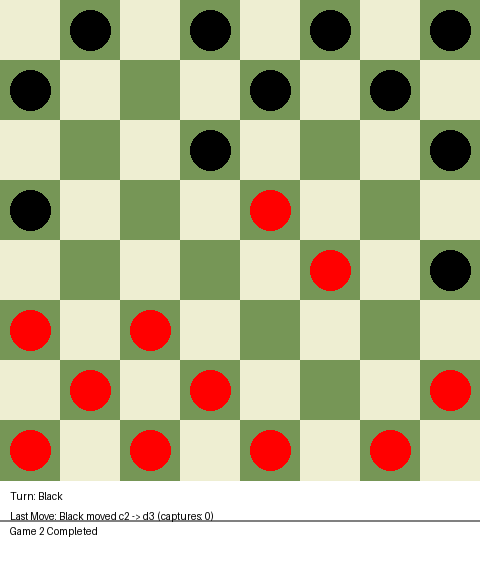 Turn: Black
Last Move: Black moved c2 -> d3 (captures: 0)
Game 2 Completed